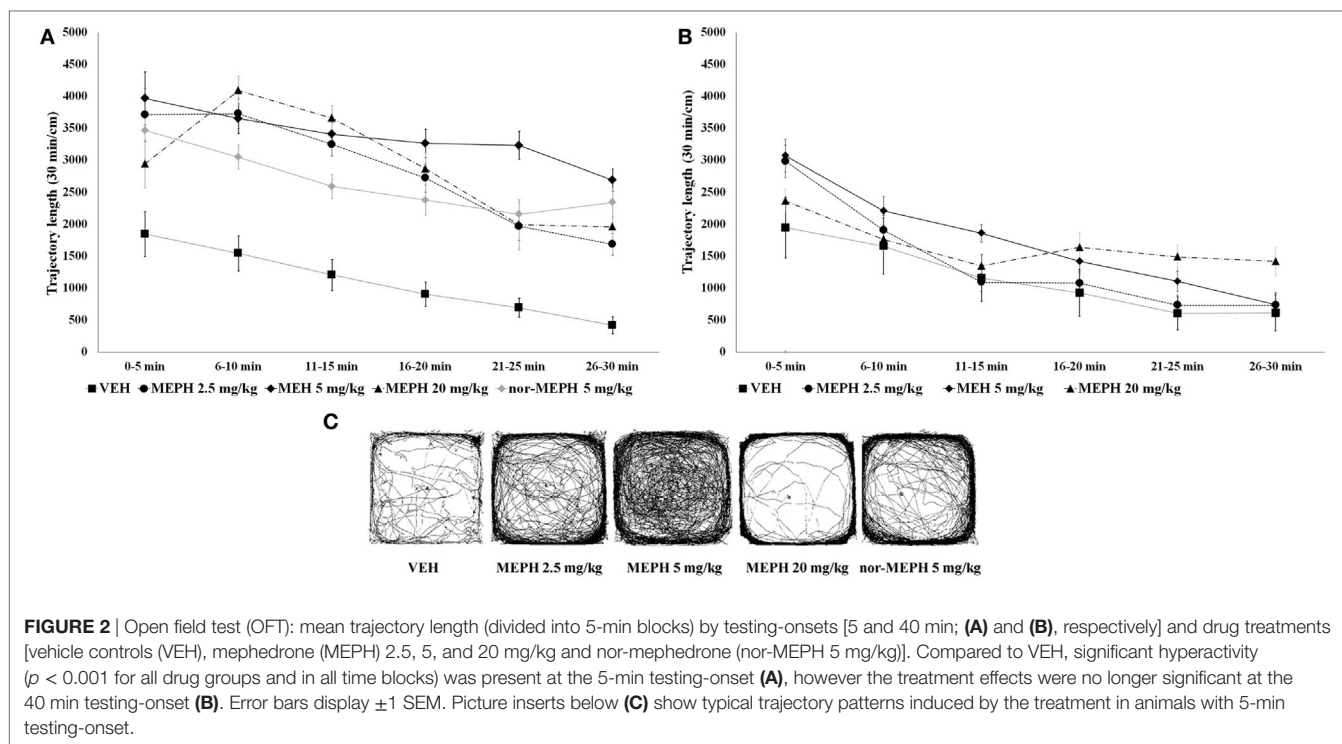 A
B
5000
4500
4000
3500
3000
2500
2000
1500
1000
500
0
Trajectory length (30 min/cm)
0-5 min 6-10 min 11-15 min 16-20 min 21-25 min 26-30 min
VEH MEPH 2.5 mg/kg MEH 5 mg/kg MEPH 20 mg/kg nor-MEPH 5 mg/kg
5000
4500
4000
3500
3000
2500
2000
1500
1000
500
0
Trajectory length (30 min/cm)
0-5 min 6-10 min 11-15 min 16-20 min 21-25 min 26-30 min
VEH MEPH 2.5 mg/kg MEH 5 mg/kg MEPH 20 mg/kg
C
VEH MEPH 2.5 mg/kg MEPH 5 mg/kg MEPH 20 mg/kg nor-MEPH 5 mg/kg
FIGURE 2 | Open field test (OFT): mean trajectory length (divided into 5-min blocks) by testing-onsets [5 and 40 min; (A) and (B), respectively] and drug treatments
[vehicle controls (VEH), mephedrone (MEPH) 2.5, 5, and 20 mg/kg and nor-mephedrone (nor-MEPH 5 mg/kg)]. Compared to VEH, significant hyperactivity
(p < 0.001 for all drug groups and in all time blocks) was present at the 5-min testing-onset (A), however the treatment effects were no longer significant at the
40 min testing-onset (B). Error bars display ±1 SEM. Picture inserts below (C) show typical trajectory patterns induced by the treatment in animals with 5-min
testing-onset.